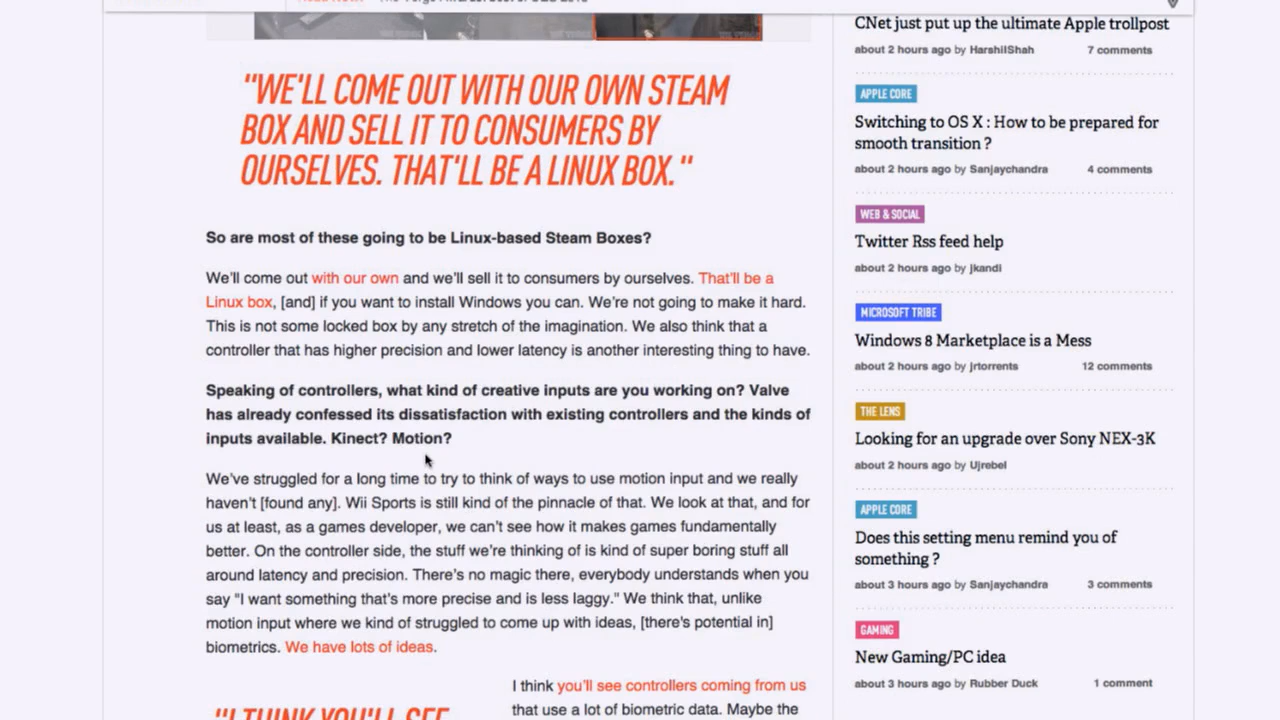 "WE'LL COME OUT WITH OUR OWN STEAM
BOX AND SELL IT TO CONSUMERS BY
OURSELVES. THAT'LL BE A LINUX BOX."
So are most of these going to be Linux-based Steam Boxes?
We'll come out with our own and we'll sell it to consumers by ourselves. That'll be a
Linux box, [and] if you want to install Windows you can. We're not going to make it hard.
This is not some locked box by any stretch of the imagination. We also think that a
controller that has higher precision and lower latency is another interesting thing to have.
Speaking of controllers, what kind of creative inputs are you working on? Valve
has already confessed its dissatisfaction with existing controllers and the kinds of
inputs available. Kinect? Motion?
We've struggled for a long time to try to think of ways to use motion input and we really
haven't [found any]. Wii Sports is still kind of the pinnacle of that. We look at that, and for
us at least, as a games developer, we can't see how it makes games fundamentally
better. On the controller side, the stuff we're thinking of is kind of super boring stuff all
around latency and precision. There's no magic there, everybody understands when you
say "I want something that's more precise and is less laggy." We think that, unlike
motion input where we kind of struggled to come up with ideas, [there's potential in]
biometrics. We have lots of ideas.
I think you'll see controllers coming from us
that use a lot of biometric data. Maybe the
"I THINK YOU'LL SEE
CNet just put up the ultimate Apple trollpost
about 2 hours ago by HarshilShah 7 comments
APPLE CORE
Switching to OS X : How to be prepared for
smooth transition ?
about 2 hours ago by Sanjaychandra 4 comments
WEB & SOCIAL
Twitter Rss feed help
about 2 hours ago by jkandi
MICROSOFT TRIBE
Windows 8 Marketplace is a Mess
about 2 hours ago by jrtorrents 12 comments
THE LENS
Looking for an upgrade over Sony NEX-3K
about 2 hours ago by Ujrebel
APPLE CORE
Does this setting menu remind you of
something ?
about 3 hours ago by Sanjaychandra 3 comments
GAMING
New Gaming/PC idea
about 3 hours ago by Rubber Duck 1 comment